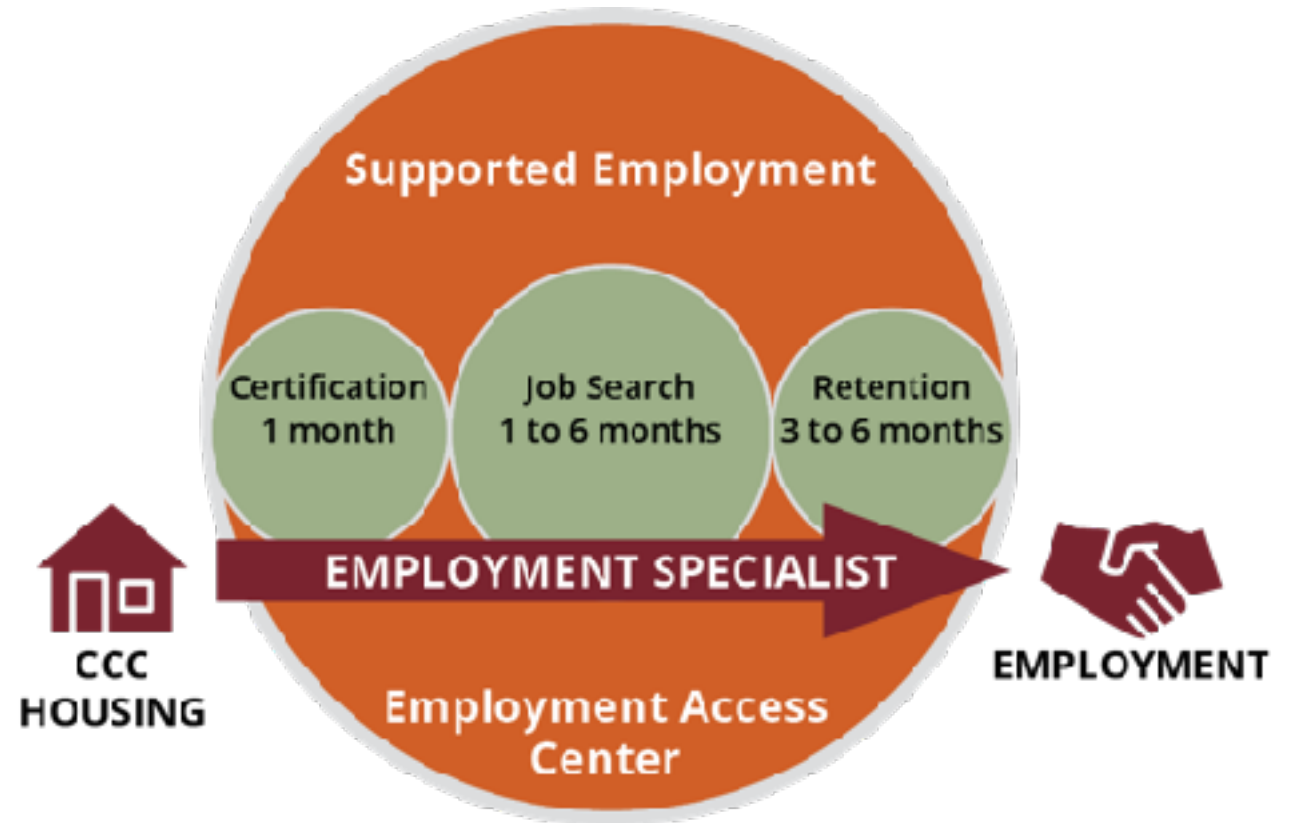 Supported Employment
Certification
1 month
Job Search
1 to 6 months
Retention
3 to 6 months
EMPLOYMENT SPECIALIST
CCC
HOUSING
EMPLOYMENT
Employment Access
Center